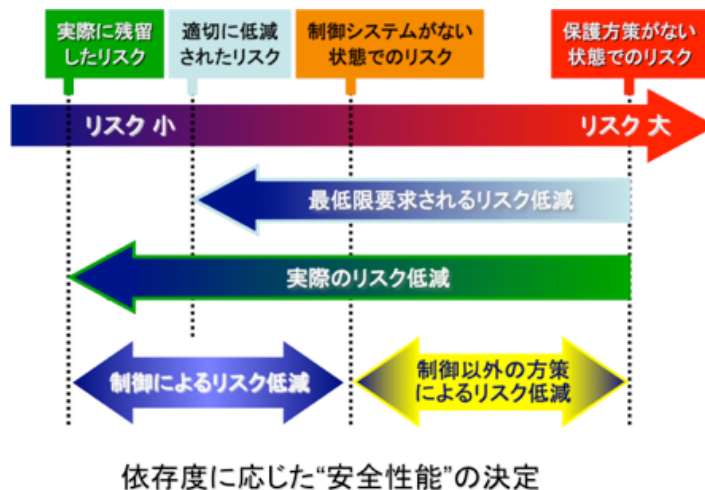 実際に残留
したリスク
適切に低減
されたリスク
制御システムがない
状態でのリスク
保護方策がない
状態でのリスク
リスク 小
リスク 大
最低限要求されるリスク低減
実際のリスク低減
制御によるリスク低減
制御以外の方策
によるリスク低減
依存度に応じた“安全性能”の決定